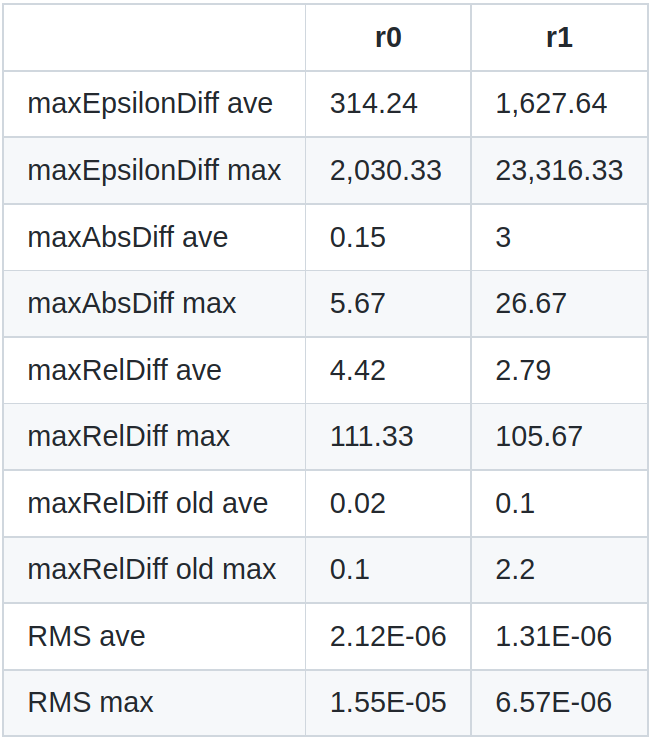 r0 r1
maxEpsilonDiff ave 314.24 1,627.64
maxEpsilonDiff max 2,030.33 23,316.33
maxAbsDiff ave 0.15 3
maxAbsDiff max 5.67 26.67
maxRelDiff ave 4.42 2.79
maxRelDiff max 111.33 105.67
maxRelDiff old ave 0.02 0.1
maxRelDiff old max 0.1 2.2
RMS ave 2.12E-06 1.31E-06
RMS max 1.55E-05 6.57E-06